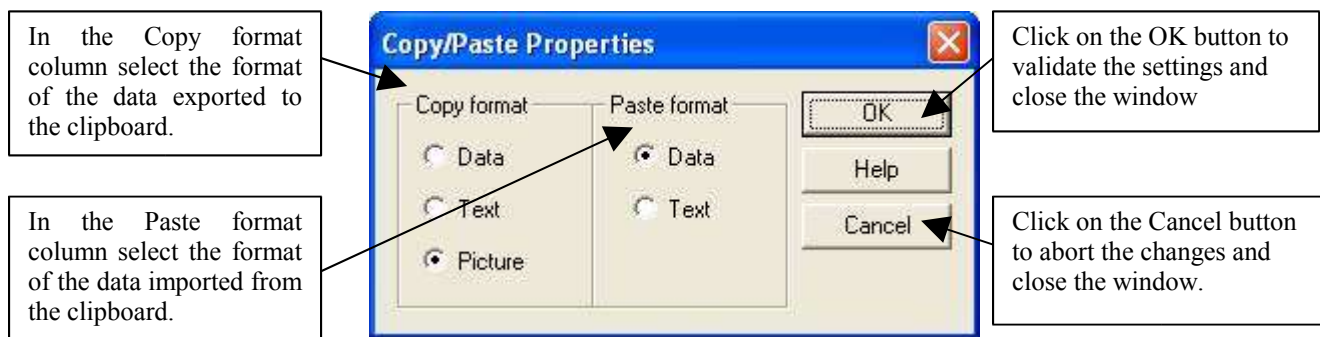 In the Copy format
column select the format
of the data exported to
the clipboard.
In the Paste format
column select the format
of the data imported from
the clipboard.
Copy/Paste Properties
Copy format
Data
Text
Picture
Paste format
Data
Text
OK
Help
Cancel
Click on the OK button to
validate the settings and
close the window
Click on the Cancel button
to abort the changes and
close the window.